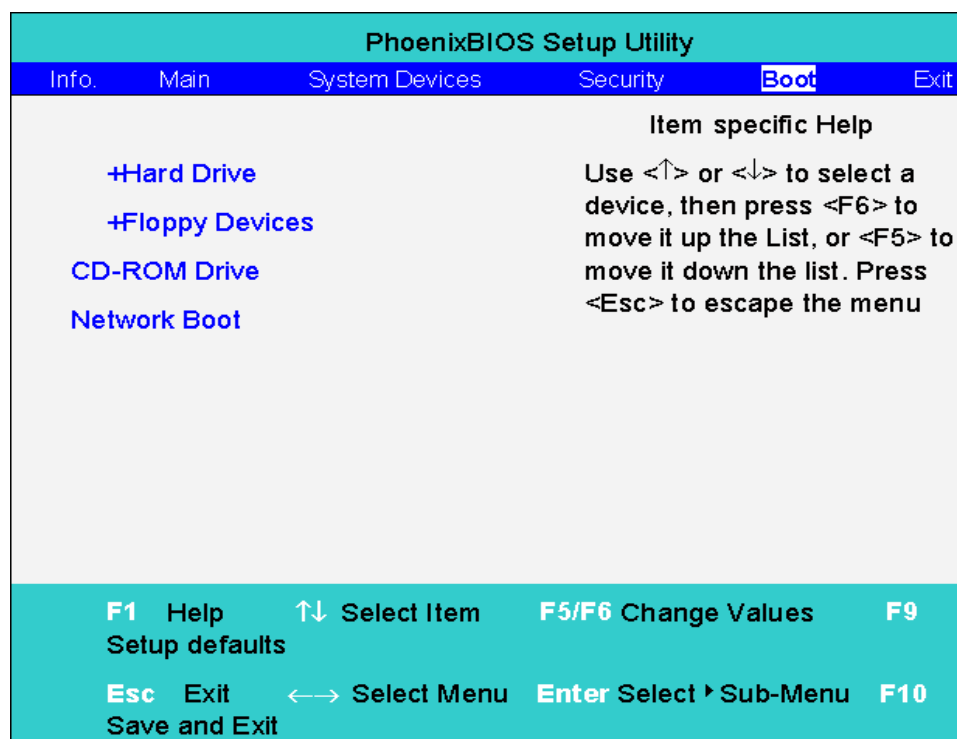 PhoenixBIOS Setup Utility
Info. Main System Devices Security Boot Exit
Item specific Help
+Hard Drive
+Floppy Devices
CD-ROM Drive
Network Boot
Use <↑> or <↓> to select a
device, then press <F6> to
move it up the List, or <F5> to
move it down the list. Press
<Esc> to escape the menu
F1 Help ↑↓ Select Item F5/F6 Change Values F9
Setup defaults
Esc Exit ←→ Select Menu Enter Select ▸ Sub-Menu F10
Save and Exit